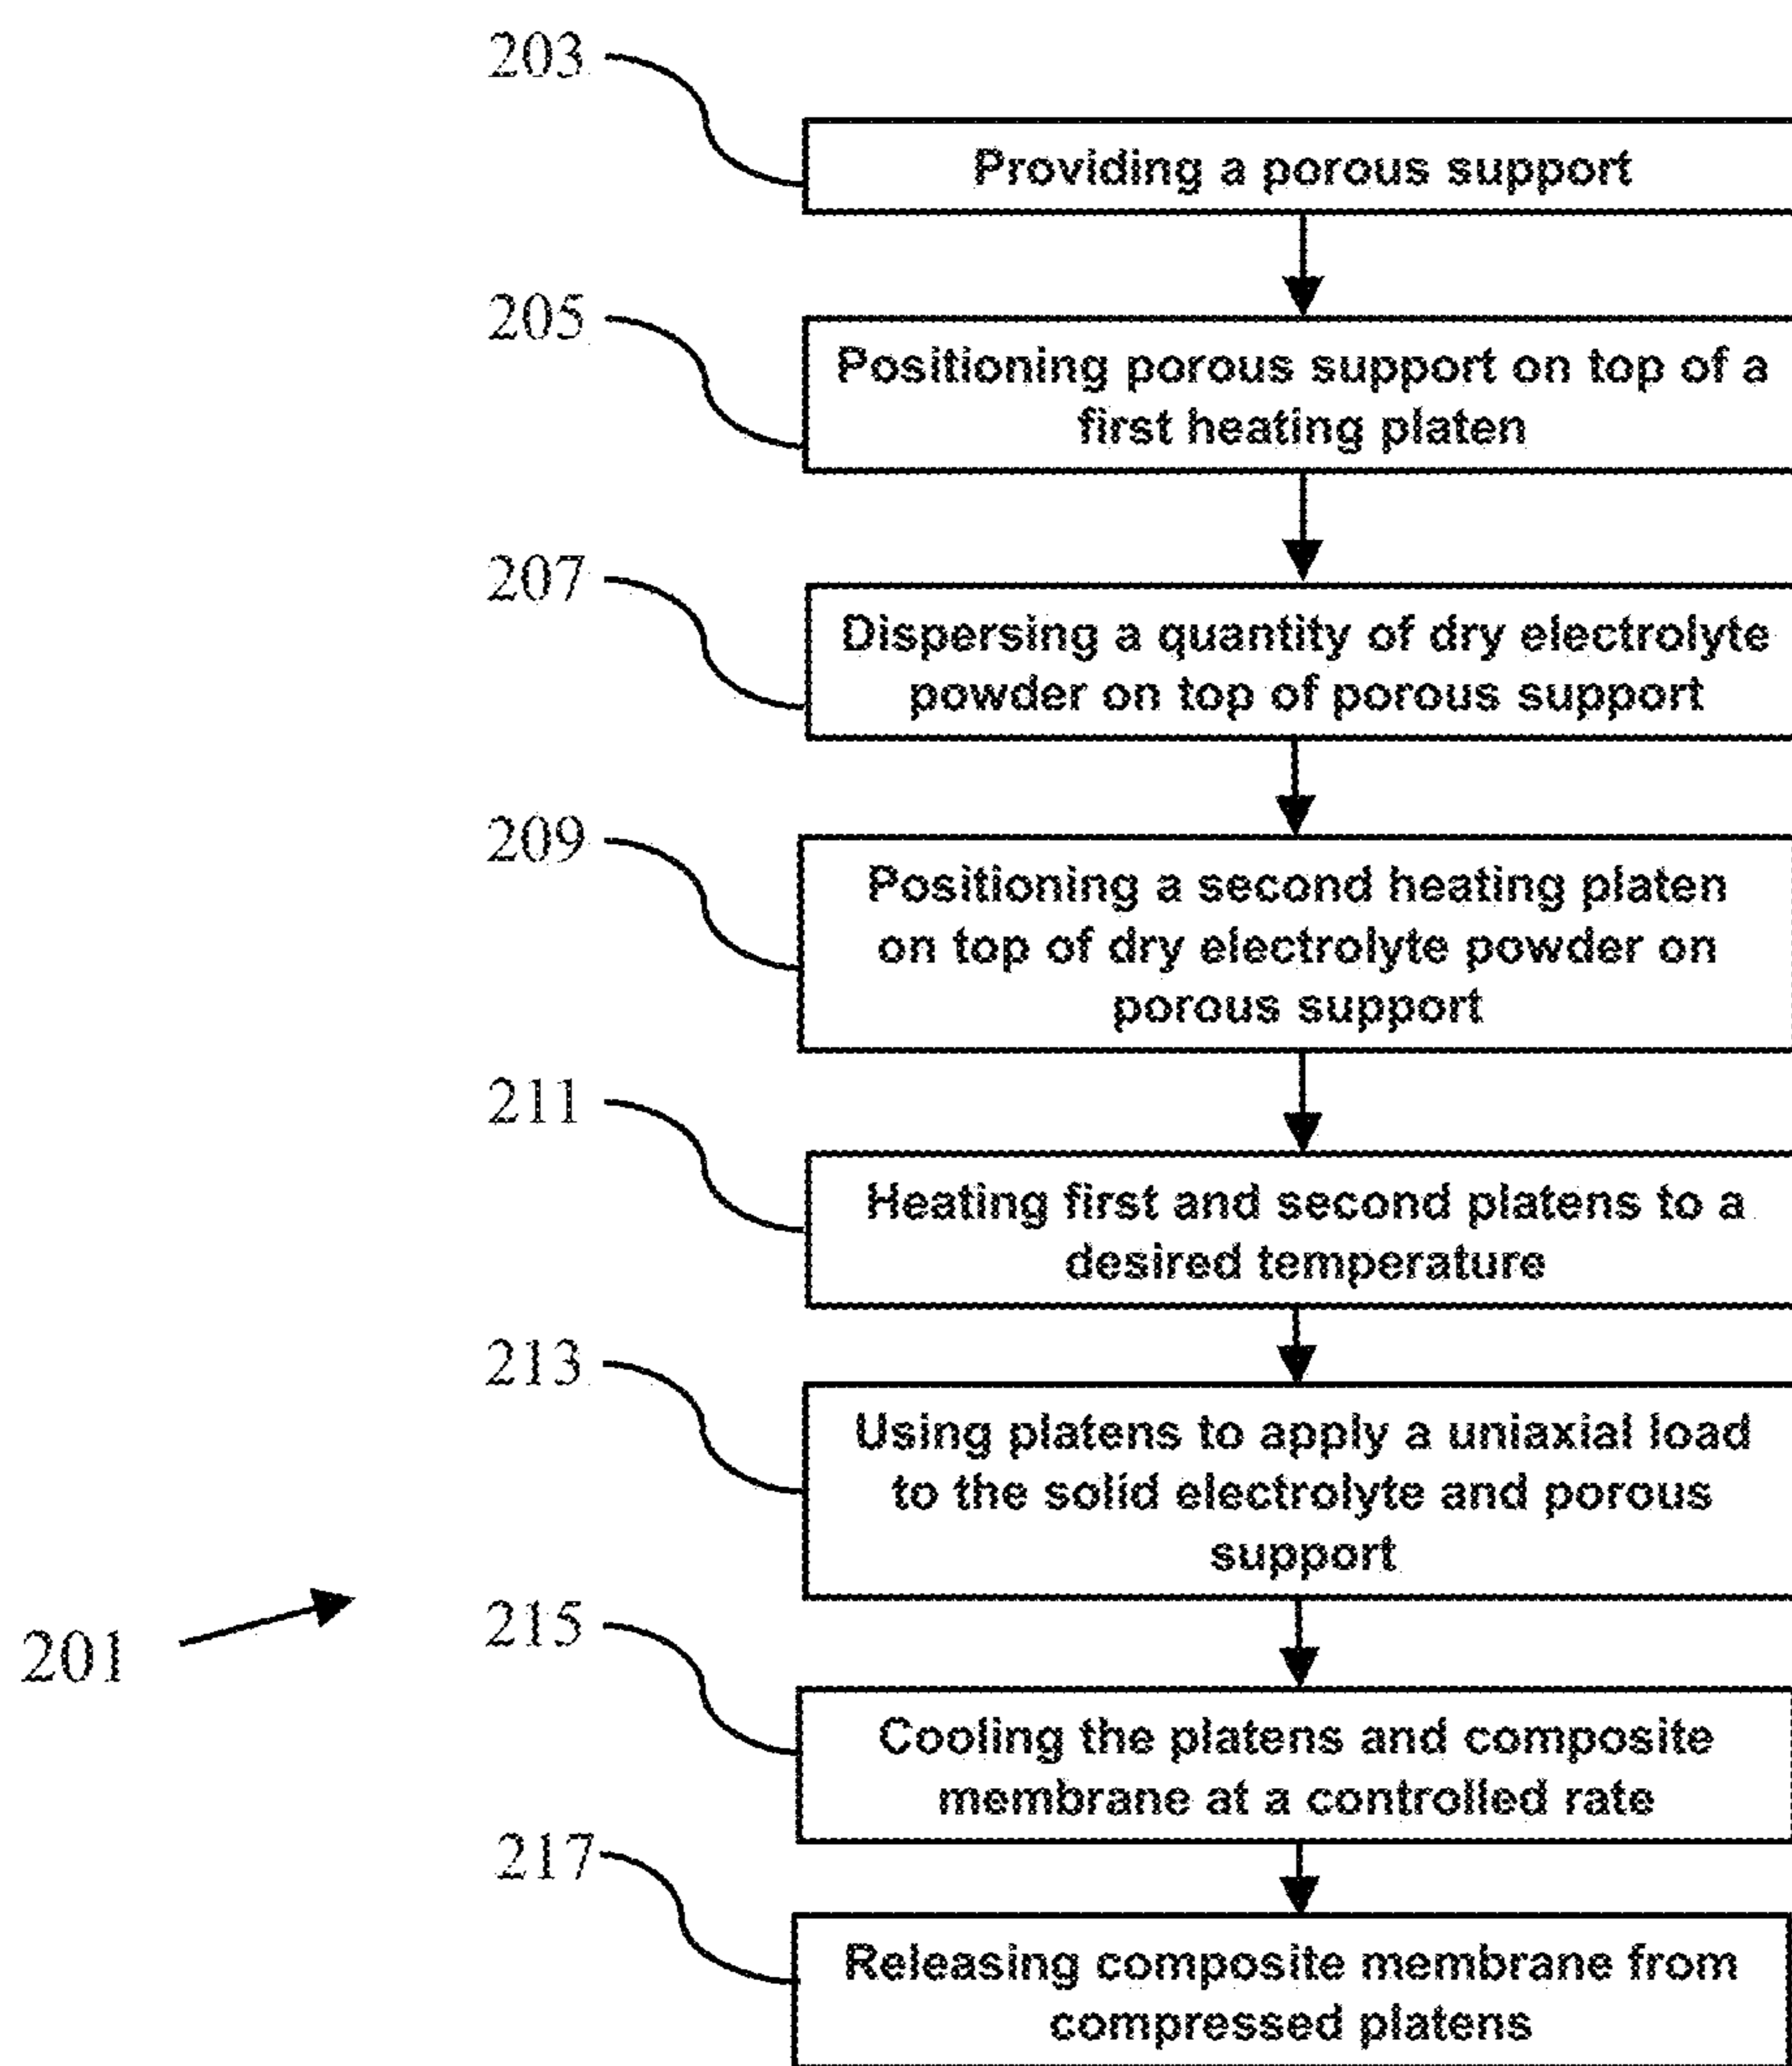 203
Providing a porous support
205
Positioning porous support on top of a
first heating platen
207
Dispersing a quantity of dry electrolyte
powder on top of porous support
209
Positioning a second heating platen
on top of dry electrolyte powder on
porous support
211
Heating first and second platens to a
desired temperature
213
Using platens to apply a uniaxial load
to the solid electrolyte and porous
support
201
215
Cooling the platens and composite
membrane at a controlled rate
217
Releasing composite membrane from
compressed platens